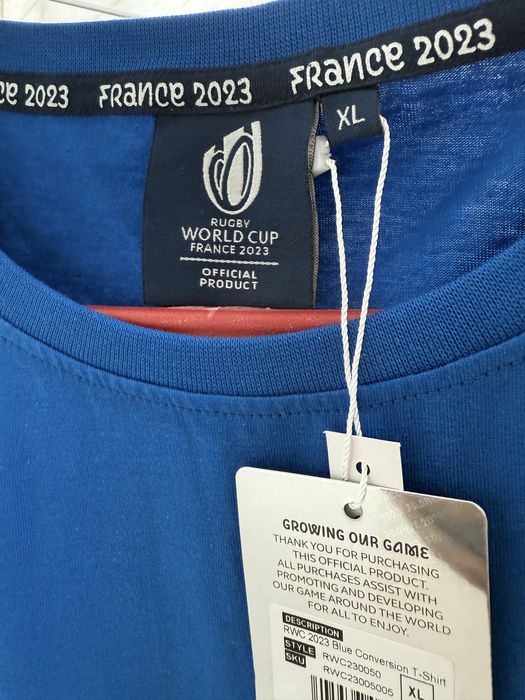 CE 2023 FRANCE 2023 FRANCE 2023
XL
RUGBY
WORLD CUP
FRANCE 2023
OFFICIAL
PRODUCT
FRANCE 2023
GROWING OUR GAME
THANK YOU FOR PURCHASING
THIS OFFICIAL PRODUCT.
ALL PURCHASES ASSIST WITH
PROMOTING AND DEVELOPING
OUR GAME AROUND THE WORLD
FOR ALL TO ENJOY.
DESCRIPTION
RWC 2023 Blue Conversion T-Shirt
STYLE RWC230050
SKU RWC23005005
XL